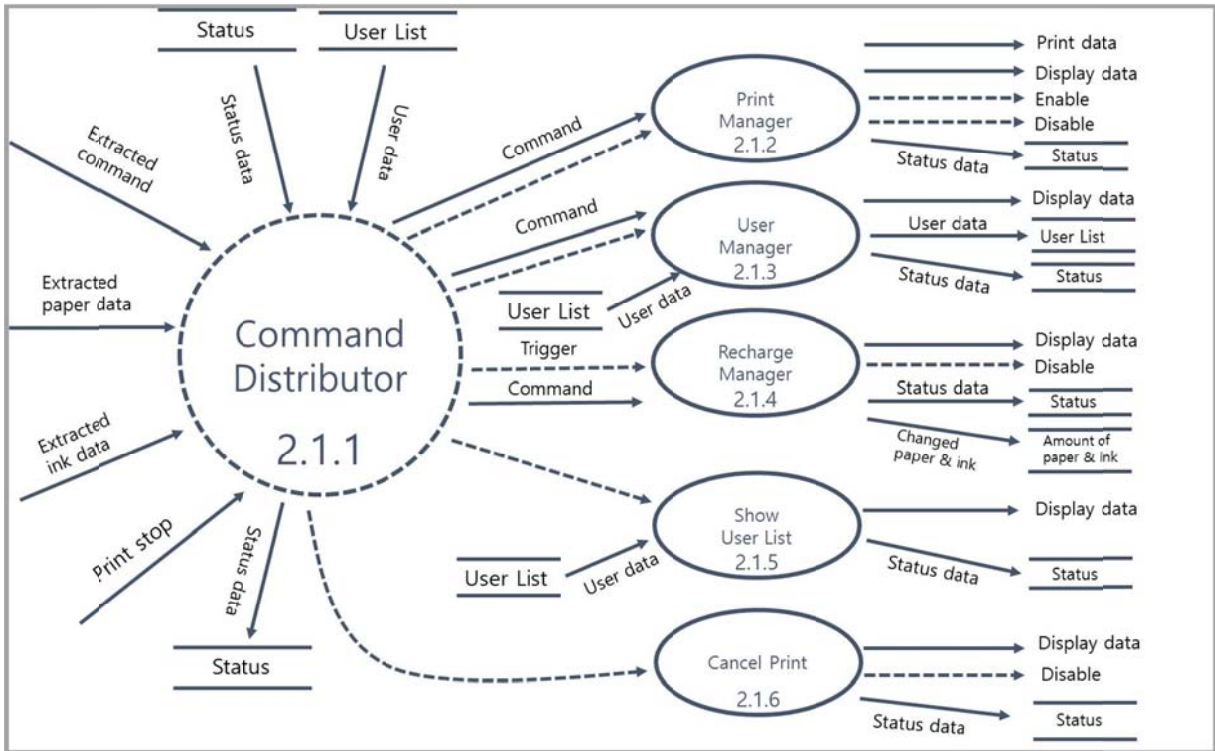 Status
User List
Status data
User data
Extracted
command
Extracted
paper data
Extracted
ink data
Print stop
Status data
Status
Command
Distributor
2.1.1
Command
Command
User List
User data
Trigger
Command
User List
User data
Print
Manager
2.1.2
Print data
Display data
Enable
Disable
Status data
Status
User
Manager
2.1.3
Display data
User data
User List
Status data
Status
Recharge
Manager
2.1.4
Display data
Disable
Status data
Status
Changed
paper & ink
Amount of
paper & ink
Show
User List
2.1.5
Display data
Status data
Status
Cancel Print
2.1.6
Display data
Disable
Status data
Status